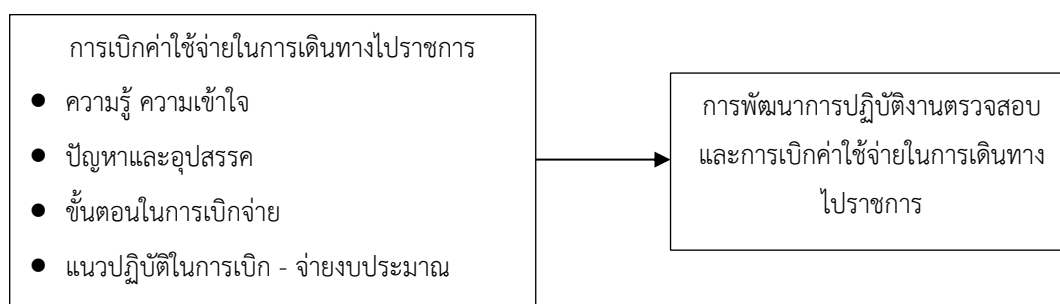 การเบิกค่าใช้จ่ายในการเดินทางไปราชการ
● ความรู้ ความเข้าใจ
● ปัญหาและอุปสรรค
● ขั้นตอนในการเบิกจ่าย
● แนวปฏิบัติในการเบิก - จ่ายงบประมาณ
การพัฒนาการปฏิบัติงานตรวจสอบ
และการเบิกค่าใช้จ่ายในการเดินทาง
ไปราชการ